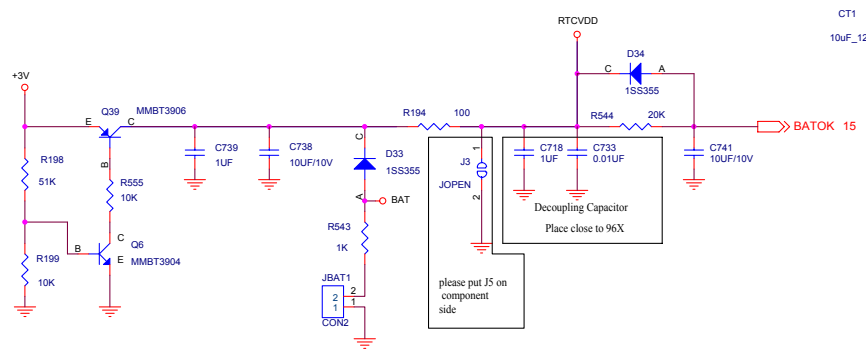 CT1
10uF_12
RTCVDD
D34
C
A
1SS355
+3V
E
Q39
C
MMBT3906
B
R194
100
R544
20K
BATOK 15
C739
1UF
C738
10UF/10V
C
D33
1SS355
A
BAT
1
J3
JOPEN
2
C718
1UF
C733
0.01UF
C741
10UF/10V
R198
51K
R555
10K
Decoupling Capacitor
Place close to 96X
R543
1K
B
C
Q6
E
MMBT3904
R199
10K
JBAT1
2
1
2
1
CON2
please put J5 on
component
side